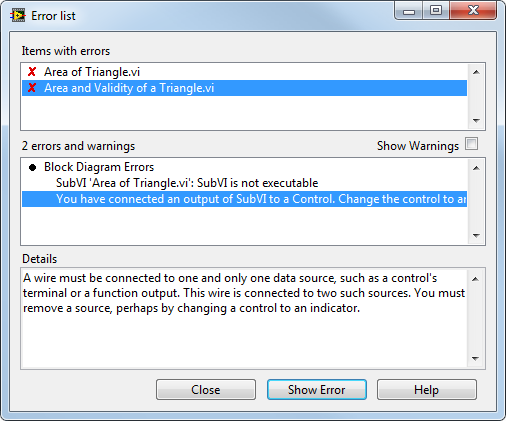 Error list
Items with errors
Area of Triangle.vi
Area and Validity of a Triangle.vi
2 errors and warnings
Show Warnings
Block Diagram Errors
SubVI 'Area of Triangle.vi': SubVI is not executable
You have connected an output of SubVI to a Control. Change the control to an
Details
A wire must be connected to one and only one data source, such as a control's
terminal or a function output. This wire is connected to two such sources. You must
remove a source, perhaps by changing a control to an indicator.
Close
Show Error
Help